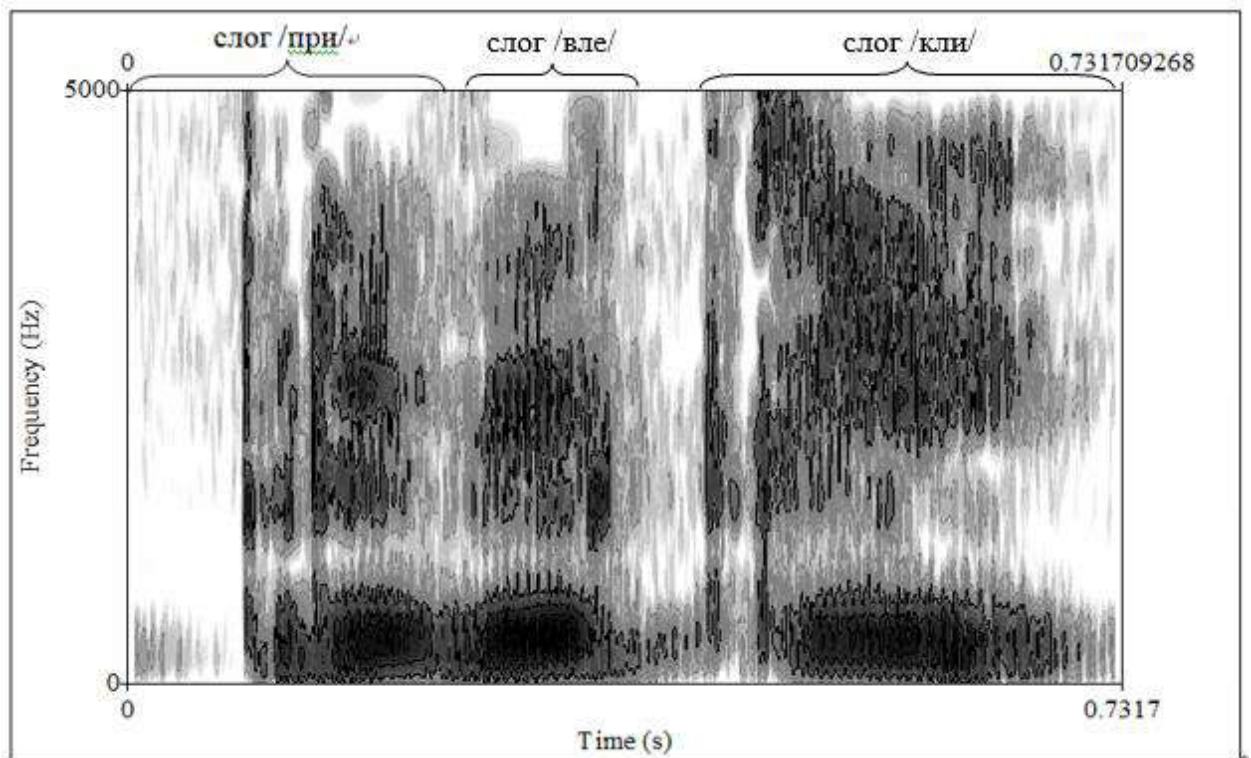 слог /при/
слог /вле/
слог /кли/
0
0.731709268
5000
Frequency (Hz)
0
0
0.7317
Time (s)